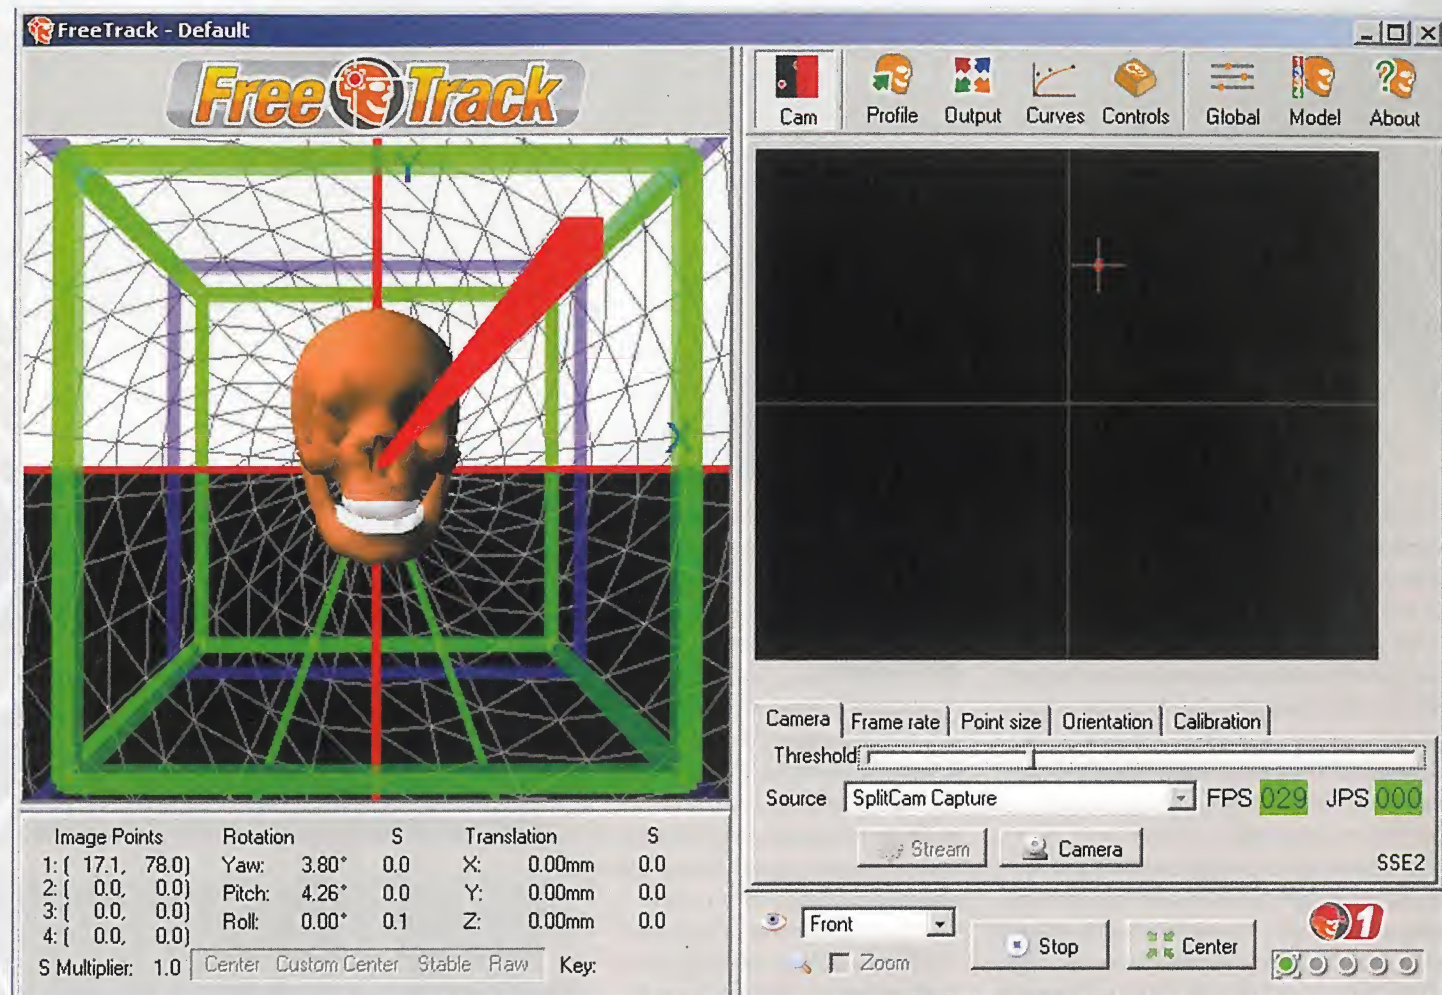 FreeTrack - Default
FreeTrack
Y
X
Cam Profile Output Curves Controls Global Model About
Camera Frame rate Point size Orientation Calibration
Threshold
Source SplitCam Capture FPS 029 JPS 000
Stream Camera
SSE2
Image Points Rotation S Translation S
1: ( 17.1, 78.0) Yaw: 3.80° 0.0 X: 0.00mm 0.0
2: ( 0.0, 0.0) Pitch: 4.26° 0.0 Y: 0.00mm 0.0
3: ( 0.0, 0.0) Roll: 0.00° 0.1 Z: 0.00mm 0.0
4: ( 0.0, 0.0)
S Multiplier: 1.0 Center Custom Center Stable Raw Key:
Front Stop Center 1
Zoom